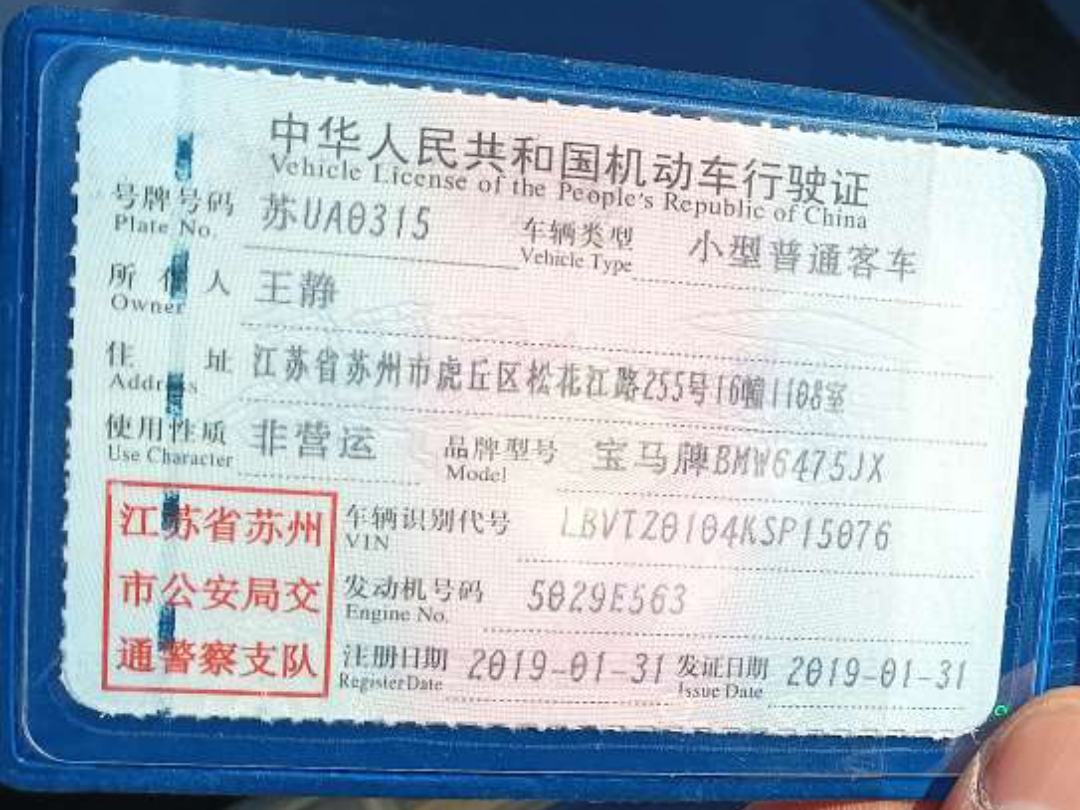 中华人民共和国机动车行驶证
Vehicle License of the People's Republic of China
号牌号码 苏UA0315 车辆类型 小型普通客车
Plate No. Vehicle Type
所有人 王静
Owner
住址 江苏省苏州市虎丘区松花江路255号16幢1108室
Address
使用性质 非营运 品牌型号 宝马牌BMW6475JX
Use Character Model
江苏省苏州 车辆识别代号 LBVTZ0104KSP15076
VIN
市公安局交 发动机号码 5029E563
Engine No.
通警察支队 注册日期 2019-01-31 发证日期 2019-01-31
Register Date Issue Date